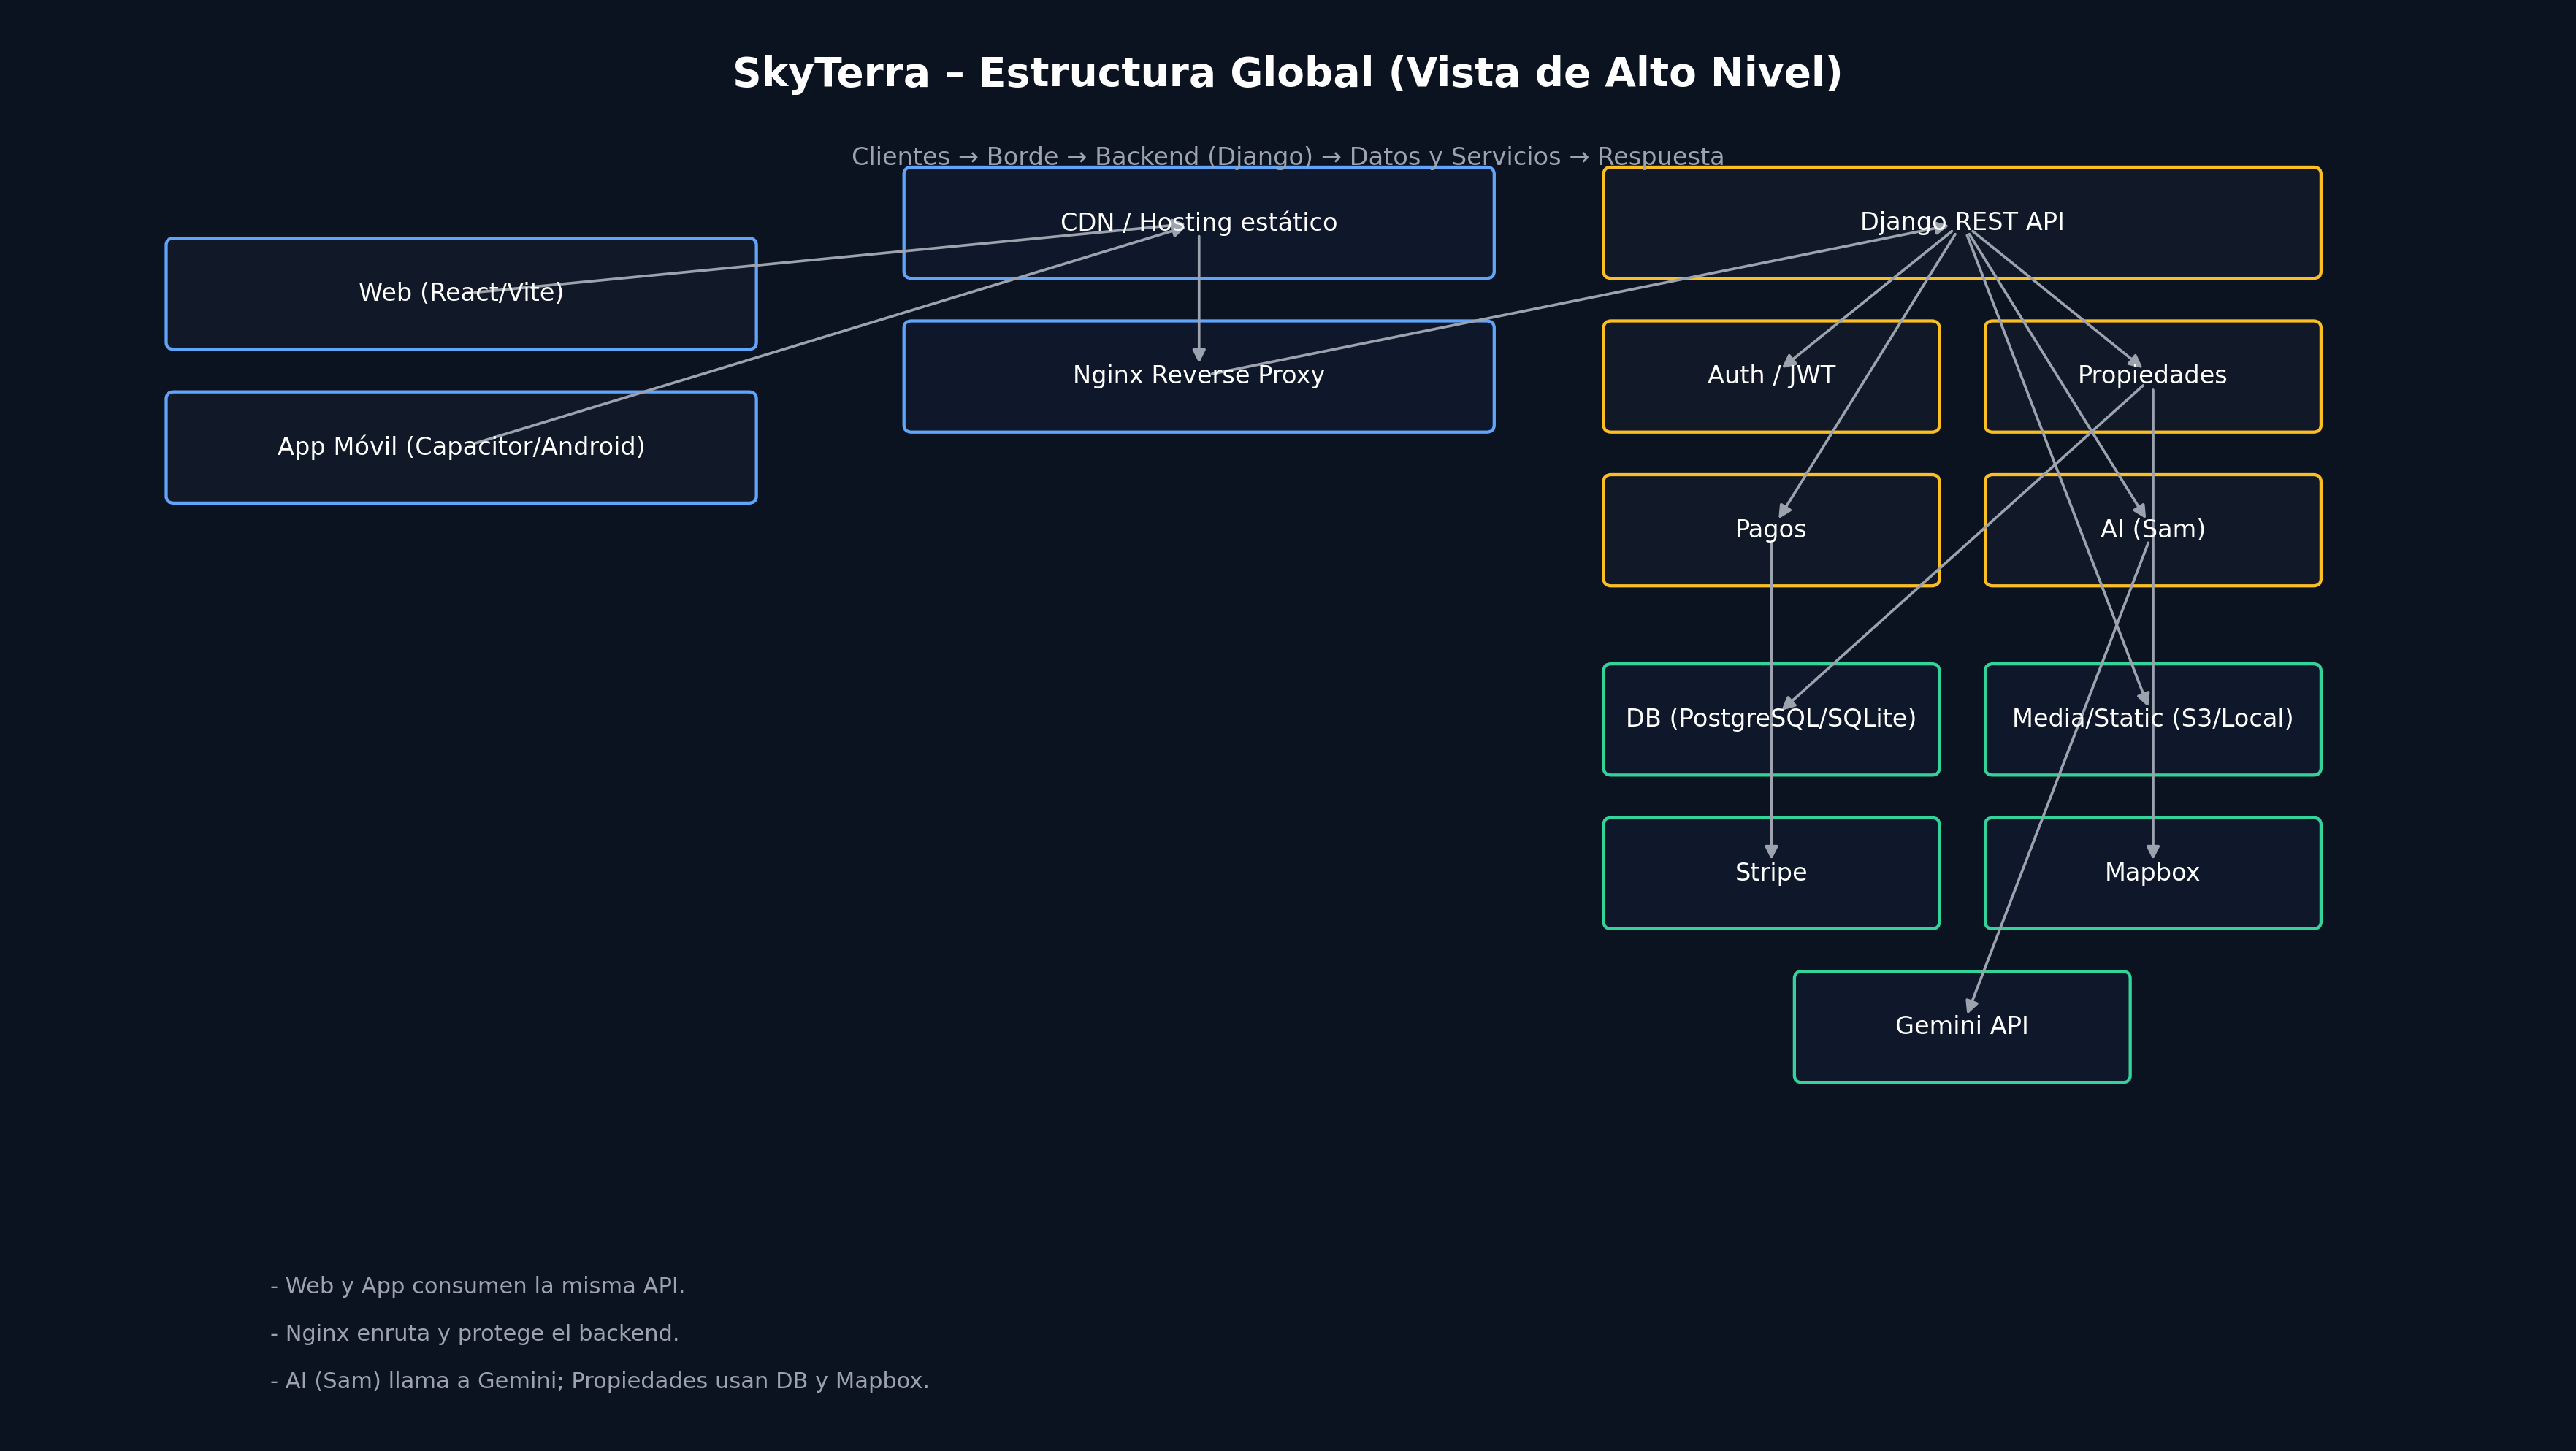 SkyTerra – Estructura Global (Vista de Alto Nivel)
Clientes → Borde → Backend (Django) → Datos y Servicios → Respuesta
Web (React/Vite)
App Móvil (Capacitor/Android)
CDN / Hosting estático
Nginx Reverse Proxy
Django REST API
Auth / JWT
Propiedades
Pagos
AI (Sam)
DB (PostgreSQL/SQLite)
Media/Static (S3/Local)
Stripe
Mapbox
Gemini API
- Web y App consumen la misma API.
- Nginx enruta y protege el backend.
- AI (Sam) llama a Gemini; Propiedades usan DB y Mapbox.